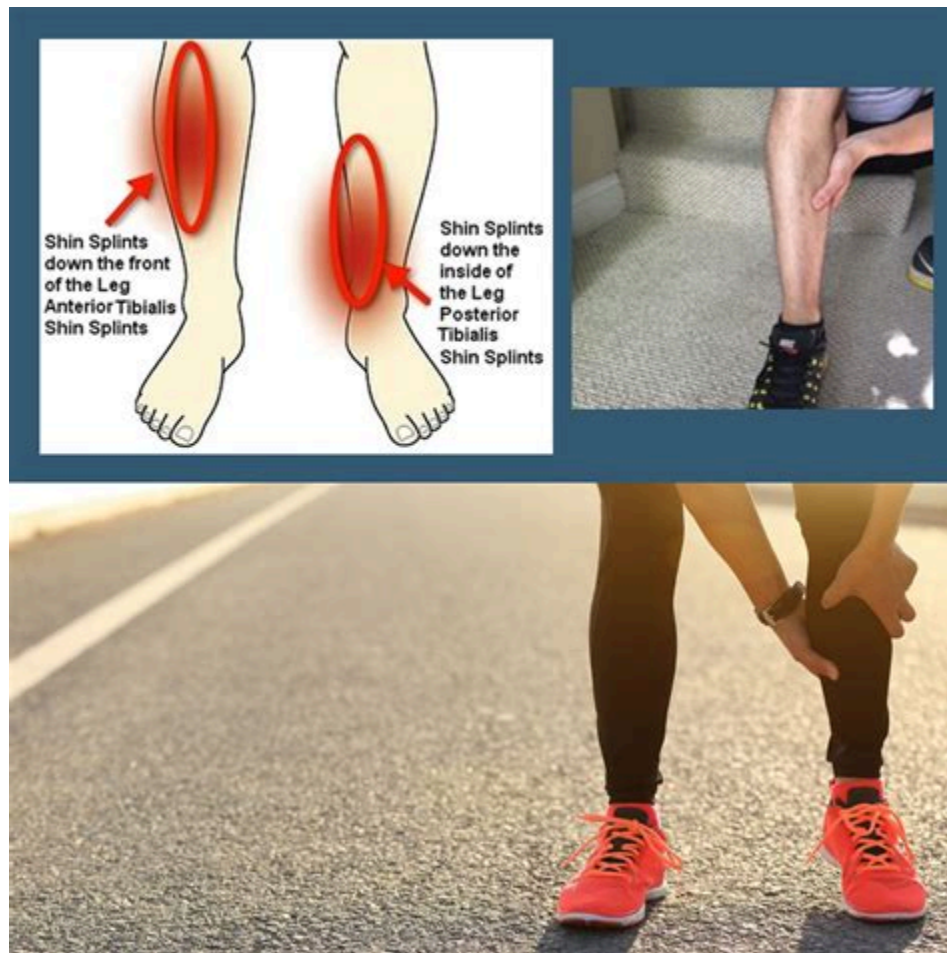 Shin Splints
down the front
of the Leg
Anterior Tibialis
Shin Splints
Shin Splints
down the
inside of
the Leg
Posterior
Tibialis
Shin Splints